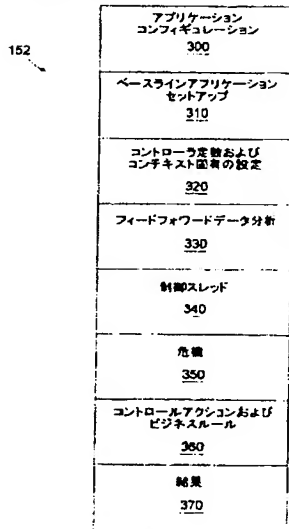 152
アプリケーション
コンフィギュレーション
300
ベースラインアプリケーション
セットアップ
310
コントローラ定数および
コンテキスト固有の設定
320
フィードフォワードデータ分析
330
制御スレッド
340
危機
350
コントロールアクションおよび
ビジネスルール
360
結果
370